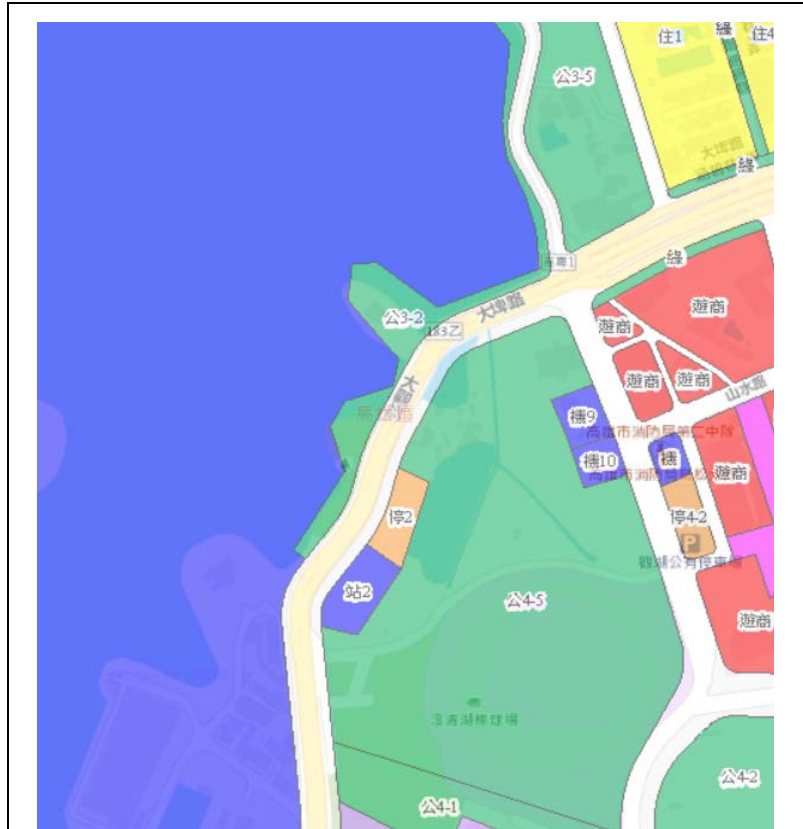 住1
綠
住4
公3-5
大埤路
綠
市專1
綠
遊商
大埤路
公3-2
183乙
遊商
遊商
遊商
山水路
機9
高雄市消防局第二中隊
機10
機
遊商
停2
停4-2
P
觀湖公有停車場
站2
公4-5
遊商
澄清湖棒球場
公4-2
公4-1